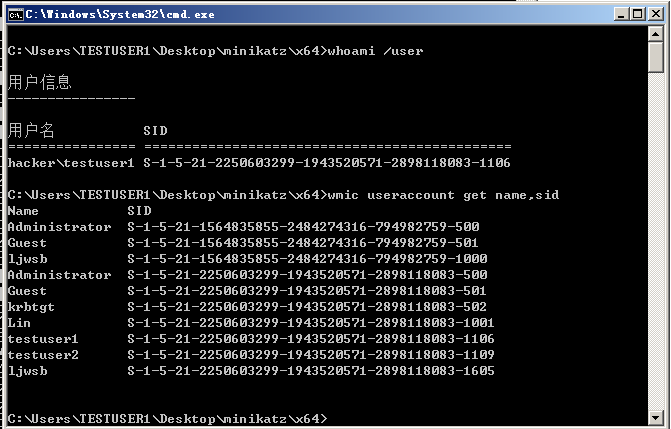 C:\Windows\System32\cmd.exe
C:\Users\TESTUSER1\Desktop\minikatz\x64>whoami /user
用户信息
----------------
用户名 SID
================ ==============================================
hacker\testuser1 S-1-5-21-2250603299-1943520571-2898118083-1106
C:\Users\TESTUSER1\Desktop\minikatz\x64>wmic useraccount get name,sid
Name SID
Administrator S-1-5-21-1564835855-2484274316-794982759-500
Guest S-1-5-21-1564835855-2484274316-794982759-501
ljwsb S-1-5-21-1564835855-2484274316-794982759-1000
Administrator S-1-5-21-2250603299-1943520571-2898118083-500
Guest S-1-5-21-2250603299-1943520571-2898118083-501
krbtgt S-1-5-21-2250603299-1943520571-2898118083-502
Lin S-1-5-21-2250603299-1943520571-2898118083-1001
testuser1 S-1-5-21-2250603299-1943520571-2898118083-1106
testuser2 S-1-5-21-2250603299-1943520571-2898118083-1109
ljwsb S-1-5-21-2250603299-1943520571-2898118083-1605
C:\Users\TESTUSER1\Desktop\minikatz\x64>